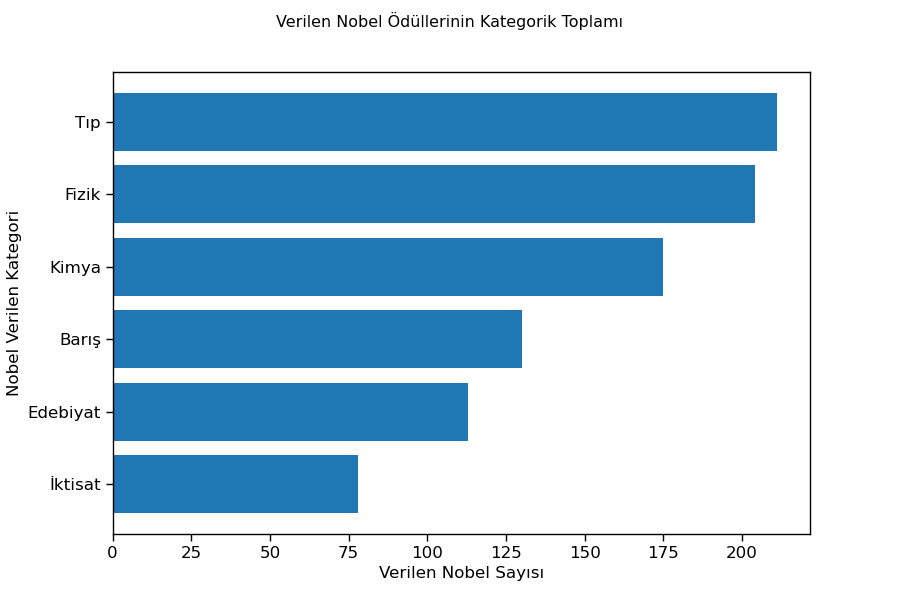 Verilen Nobel Ödüllerinin Kategorik Toplamı
Nobel Verilen Kategori
Tıp
Fizik
Kimya
Barış
Edebiyat
İktisat
0 25 50 75 100 125 150 175 200
Verilen Nobel Sayısı